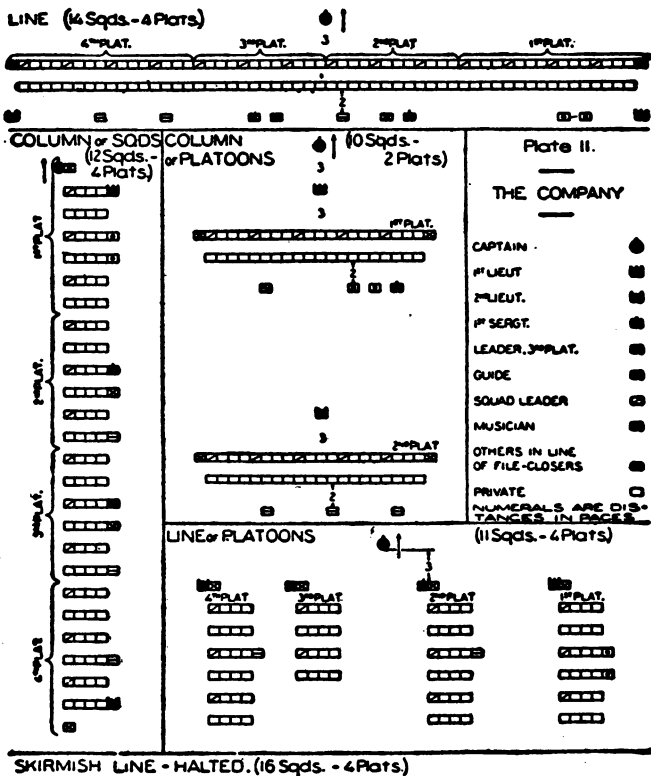 LINE (14 Sqds. - 4 Plats.)
3
4TH PLAT. 3RD PLAT. 2ND PLAT. 1ST PLAT.
2
COLUMN OF SQDS
(12 Sqds. -
4 Plats.)
1ST PLAT
2ND PLAT.
3RD PLAT.
4TH PLAT
COLUMN
OF PLATOONS
(10 Sqds. -
2 Plats.)
3
3
1ST PLAT.
2
3
2ND PLAT
2
Plate II.
THE COMPANY
CAPTAIN
1ST LIEUT
2ND LIEUT.
1ST SERGT.
LEADER, 3RD PLAT.
GUIDE
SQUAD LEADER
MUSICIAN
OTHERS IN LINE
OF FILE-CLOSERS
PRIVATE
NUMERALS ARE DIS-
TANCES IN PACES
LINE OF PLATOONS
(11 Sqds. - 4 Plats.)
3
4TH PLAT 3RD PLAT. 2ND PLAT 1ST PLAT.
SKIRMISH LINE - HALTED. (16 Sqds. - 4 Plats.)